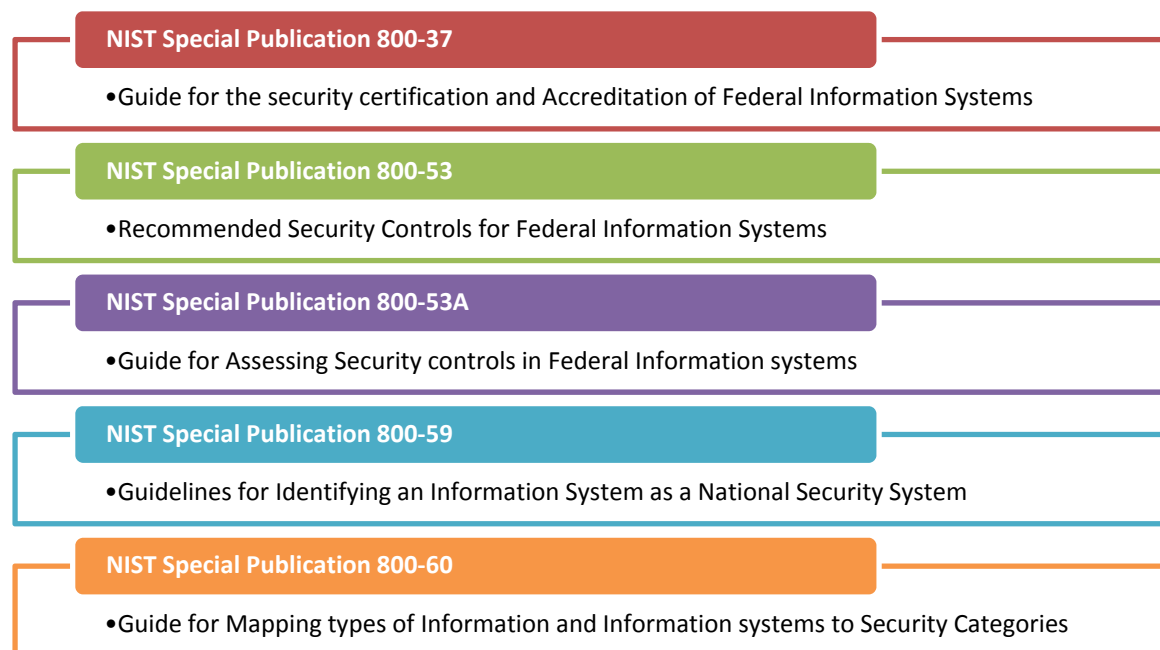 NIST Special Publication 800-37
•Guide for the security certification and Accreditation of Federal Information Systems
NIST Special Publication 800-53
•Recommended Security Controls for Federal Information Systems
NIST Special Publication 800-53A
•Guide for Assessing Security controls in Federal Information systems
NIST Special Publication 800-59
•Guidelines for Identifying an Information System as a National Security System
NIST Special Publication 800-60
•Guide for Mapping types of Information and Information systems to Security Categories